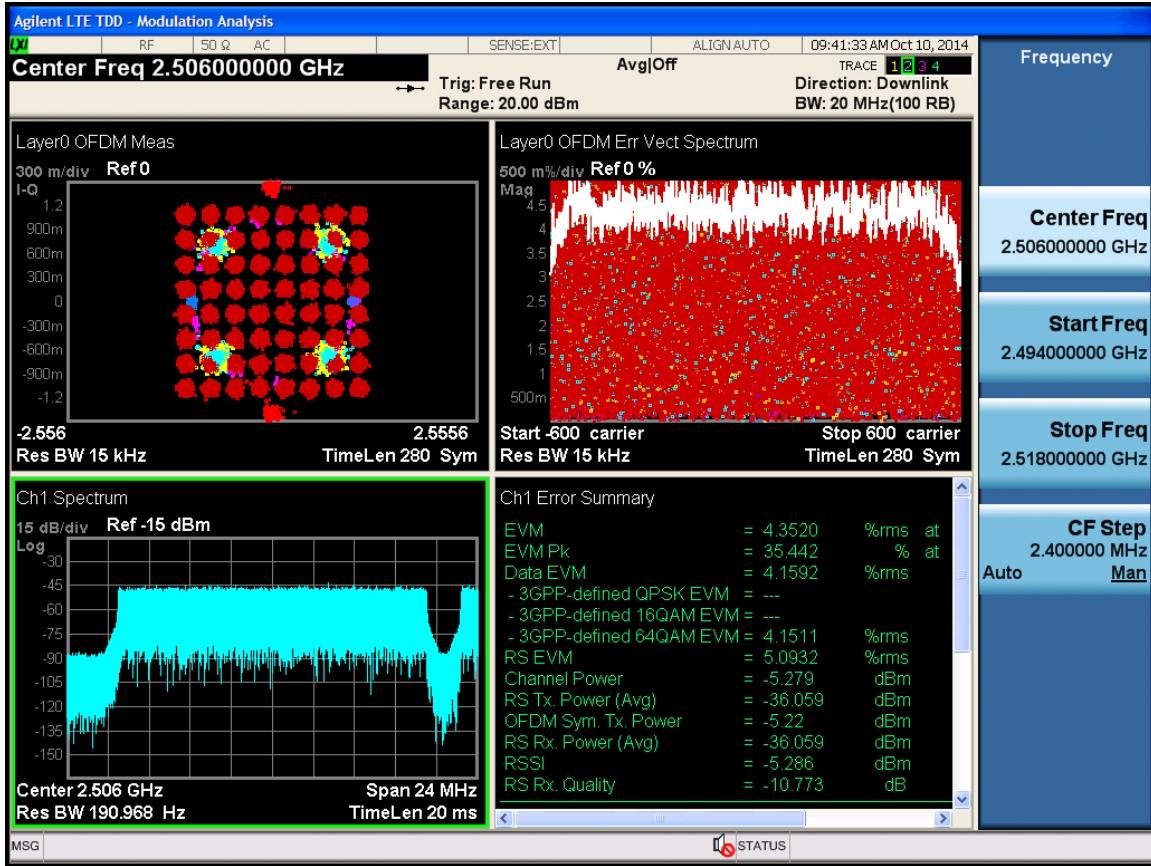 Agilent LTE TDD - Modulation Analysis
LXI RF 50 Ω AC SENSE:EXT ALIGN AUTO 09:41:33 AM Oct 10, 2014
Center Freq 2.506000000 GHz
Avg|Off
TRACE 1 2 3 4
Trig: Free Run
Direction: Downlink
Range: 20.00 dBm
BW: 20 MHz(100 RB)
Layer0 OFDM Meas
300 m/div Ref 0
I-Q
1.2
900m
600m
300m
0
-300m
-600m
-900m
-1.2
-2.556 2.5556
Res BW 15 kHz TimeLen 280 Sym
Layer0 OFDM Err Vect Spectrum
500 m%/div Ref 0 %
Mag
4.5
4
3.5
3
2.5
2
1.5
1
500m
Start -600 carrier Stop 600 carrier
Res BW 15 kHz TimeLen 280 Sym
Ch1 Spectrum
15 dB/div Ref -15 dBm
Log
-30
-45
-60
-75
-90
-105
-120
-135
-150
Center 2.506 GHz Span 24 MHz
Res BW 190.968 Hz TimeLen 20 ms
Ch1 Error Summary
EVM = 4.3520 %rms at
EVM Pk = 35.442 % at
Data EVM = 4.1592 %rms
- 3GPP-defined QPSK EVM = ---
- 3GPP-defined 16QAM EVM = ---
- 3GPP-defined 64QAM EVM = 4.1511 %rms
RS EVM = 5.0932 %rms
Channel Power = -5.279 dBm
RS Tx. Power (Avg) = -36.059 dBm
OFDM Sym. Tx. Power = -5.22 dBm
RS Rx. Power (Avg) = -36.059 dBm
RSSI = -5.286 dBm
RS Rx. Quality = -10.773 dB
Frequency
Center Freq
2.506000000 GHz
Start Freq
2.494000000 GHz
Stop Freq
2.518000000 GHz
CF Step
2.400000 MHz
Auto Man
MSG STATUS